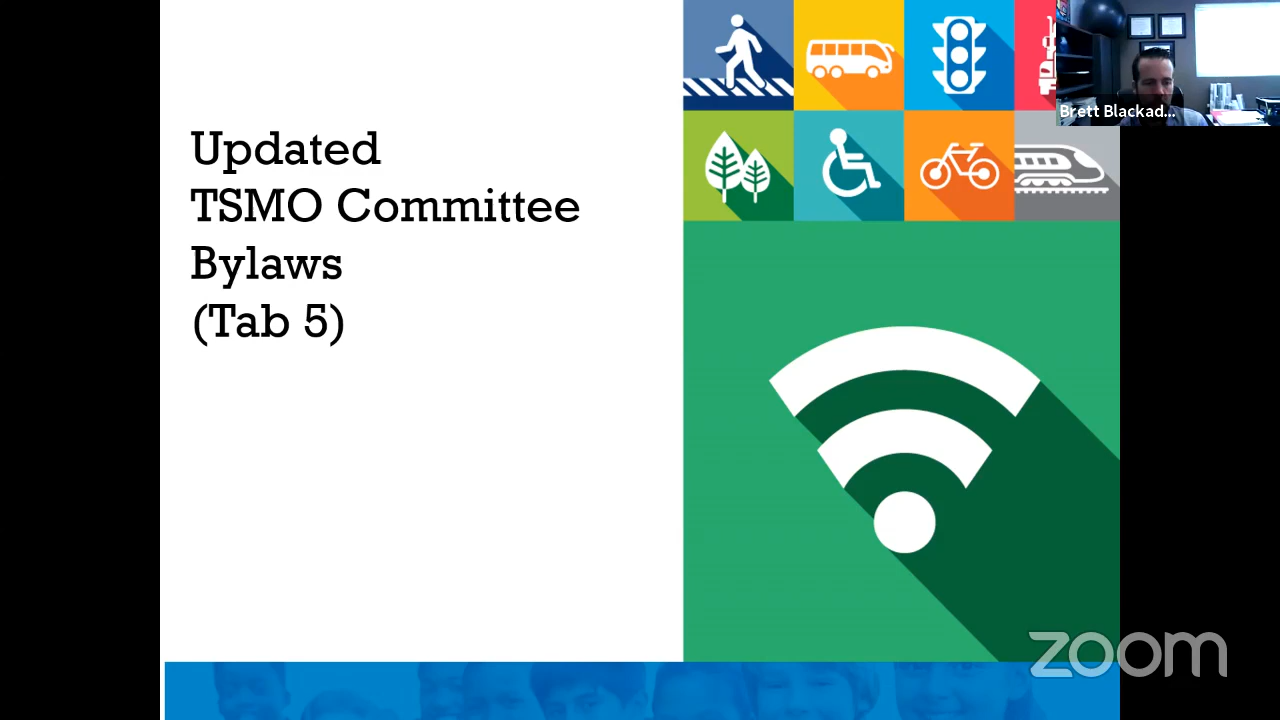 Updated
TSMO Committee
Bylaws
(Tab 5)
Brett Blackad...
zoom